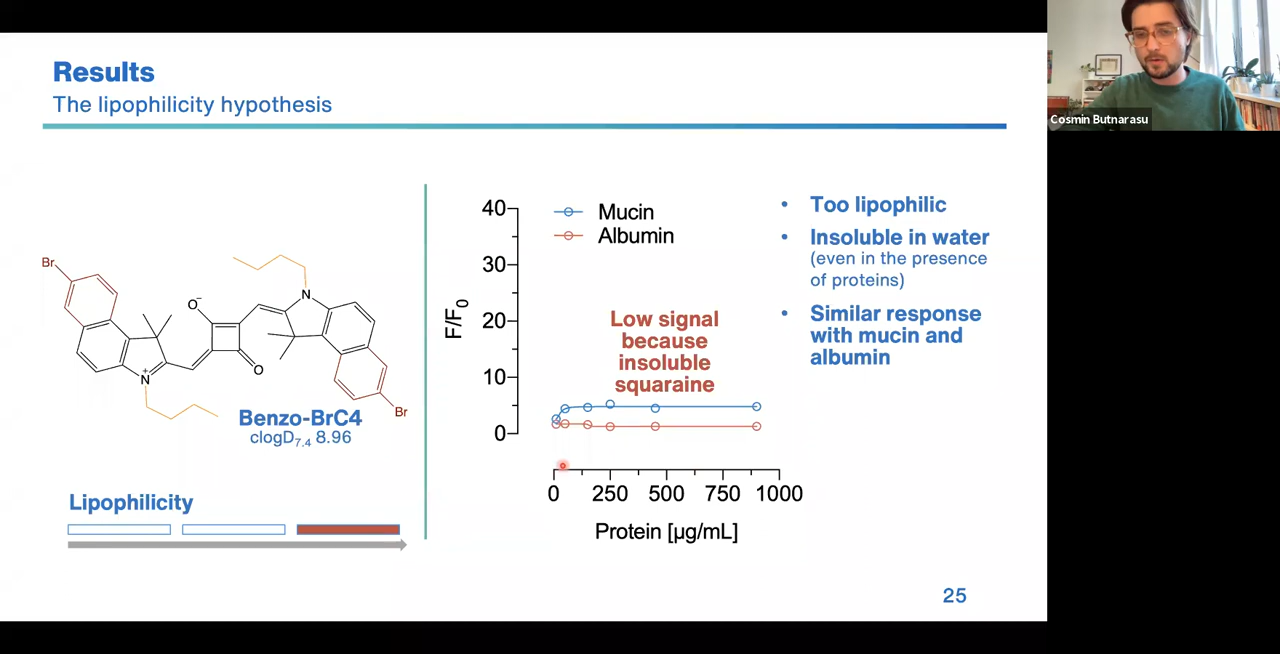 Results
The lipophilicity hypothesis
Cosmin Butnarasu
Br
O⁻
N
N⁺
O
Br
Benzo-BrC4
clogD7.4 8.96
Lipophilicity
F/F0
40
30
20
10
0
Mucin
Albumin
Low signal
because
insoluble
squaraine
0 250 500 750 1000
Protein [µg/mL]
• Too lipophilic
• Insoluble in water
(even in the presence
of proteins)
• Similar response
with mucin and
albumin
25